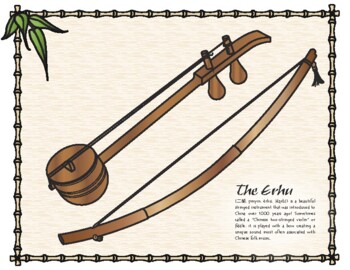 The Erhu
(二胡; pinyin: èrhú, [êɻxǔ]) is a beautiful
stringed instrument that was introduced to
China over 1000 years ago! Sometimes
called a "Chinese two-stringed violin" or
fiddle, it is played with a bow creating a
unique sound most often associated with
Chinese folk music.